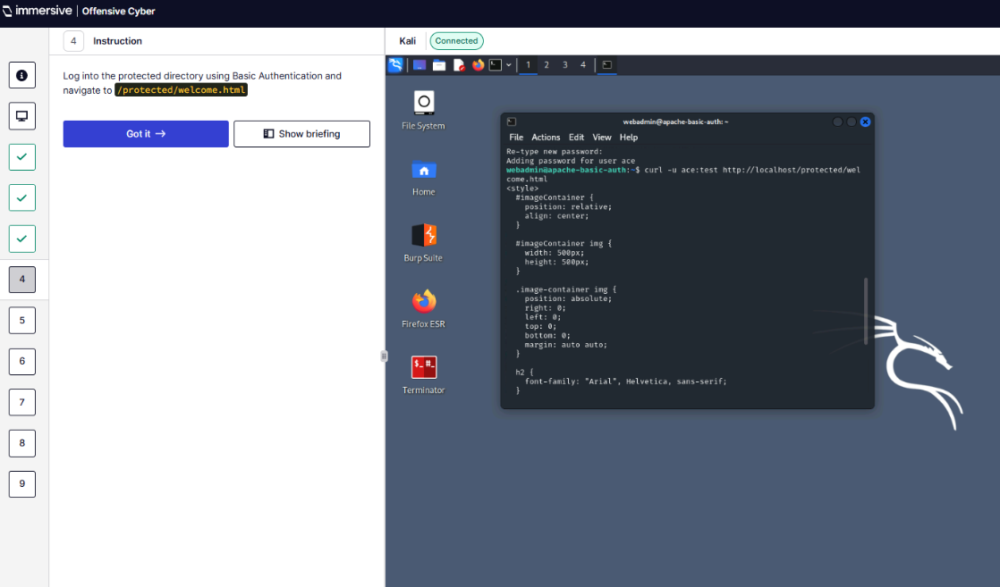 immersive | Offensive Cyber
4 Instruction
Log into the protected directory using Basic Authentication and
navigate to /protected/welcome.html
Got it →
Show briefing
4
5
6
7
8
9
Kali Connected
1 2 3 4
File System
Home
Burp Suite
Firefox ESR
Terminator
webadmin@apache-basic-auth: ~
File Actions Edit View Help
Re-type new password:
Adding password for user ace
webadmin@apache-basic-auth:~$ curl -u ace:test http://localhost/protected/wel
come.html
<style>
#imageContainer {
position: relative;
align: center;
}
#imageContainer img {
width: 500px;
height: 500px;
}
.image-container img {
position: absolute;
right: 0;
left: 0;
top: 0;
bottom: 0;
margin: auto auto;
}
h2 {
font-family: "Arial", Helvetica, sans-serif;
}